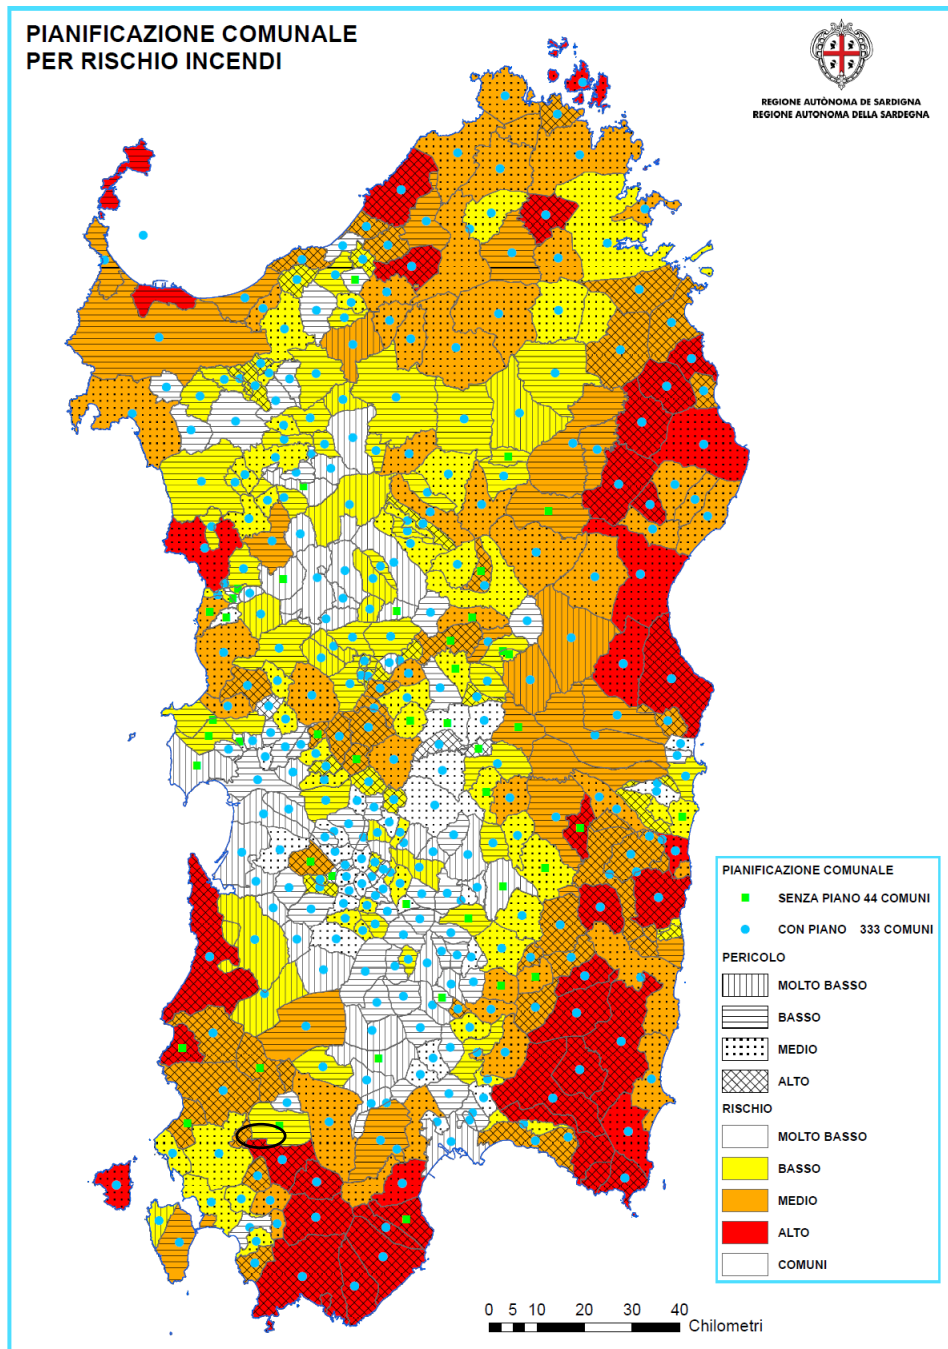 PIANIFICAZIONE COMUNALE
PER RISCHIO INCENDI
REGIONE AUTÒNOMA DE SARDIGNA
REGIONE AUTONOMA DELLA SARDEGNA
PIANIFICAZIONE COMUNALE
SENZA PIANO 44 COMUNI
CON PIANO 333 COMUNI
PERICOLO
MOLTO BASSO
BASSO
MEDIO
ALTO
RISCHIO
MOLTO BASSO
BASSO
MEDIO
ALTO
COMUNI
0 5 10 20 30 40
Chilometri